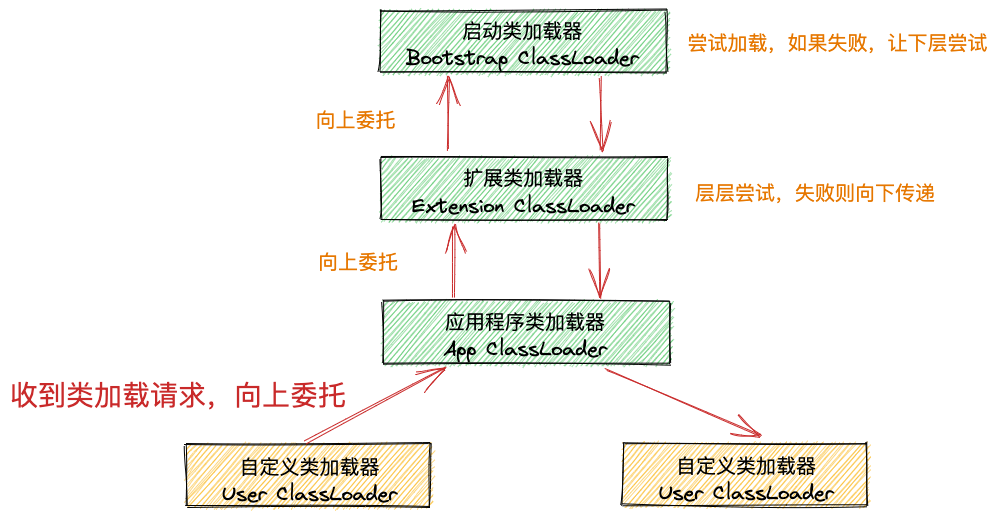 启动类加载器
Bootstrap ClassLoader
尝试加载，如果失败，让下层尝试
向上委托
扩展类加载器
Extension ClassLoader
层层尝试，失败则向下传递
向上委托
应用程序类加载器
App ClassLoader
收到类加载请求，向上委托
自定义类加载器
User ClassLoader
自定义类加载器
User ClassLoader